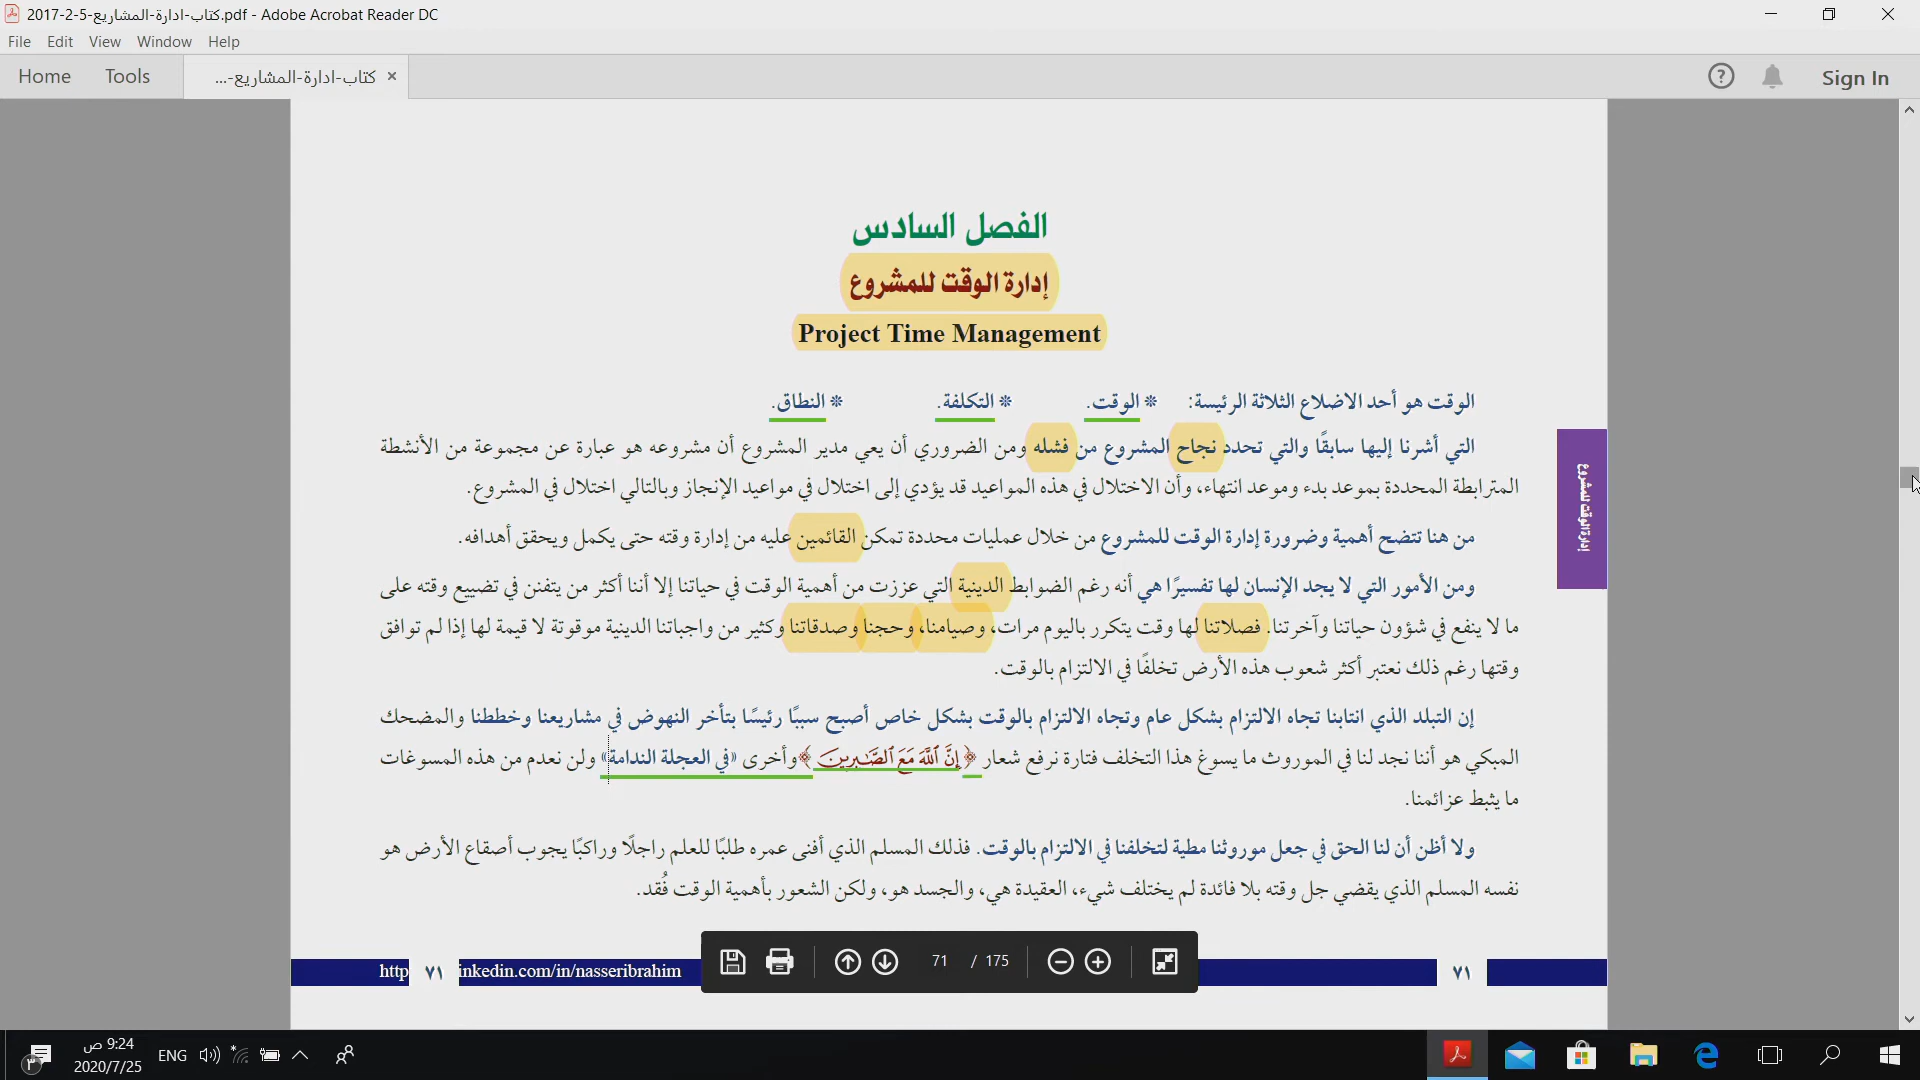 كتاب-ادارة-المشاريع-5-2-2017.pdf - Adobe Acrobat Reader DC
File Edit View Window Help
Home Tools كتاب-ادارة-المشاريع-... × Sign In
الفصل السادس
إدارة الوقت للمشروع
Project Time Management
الوقت هو أحد الاضلاع الثلاثة الرئيسة: * الوقت. * التكلفة. * النطاق.
التي أشرنا إليها سابقًا والتي تحدد نجاح المشروع من فشله ومن الضروري أن يعي مدير المشروع أن مشروعه هو عبارة عن مجموعة من الأنشطة
المترابطة المحددة بموعد بدء وموعد انتهاء، وأن الاختلال في هذه المواعيد قد يؤدي إلى اختلال في مواعيد الإنجاز وبالتالي اختلال في المشروع.
من هنا تتضح أهمية وضرورة إدارة الوقت للمشروع من خلال عمليات محددة تمكن القائمين عليه من إدارة وقته حتى يكمل ويحقق أهدافه.
ومن الأمور التي لا يجد الإنسان لها تفسيرًا هي أنه رغم الضوابط الدينية التي عززت من أهمية الوقت في حياتنا إلا أننا أكثر من يتفنن في تضييع وقته على
ما لا ينفع في شؤون حياتنا وآخرتنا. فصلاتنا لها وقت يتكرر باليوم مرات، وصيامنا، وحجنا وصدقاتنا وكثير من واجباتنا الدينية موقوتة لا قيمة لها إذا لم توافق
وقتها رغم ذلك نعتبر أكثر شعوب هذه الأرض تخلفًا في الالتزام بالوقت.
إن التبلد الذي انتابنا تجاه الالتزام بشكل عام وتجاه الالتزام بالوقت بشكل خاص أصبح سببًا رئيسًا بتأخر النهوض في مشاريعنا وخططنا والمضحك
المبكي هو أننا نجد لنا في الموروث ما يسوغ هذا التخلف فتارة نرفع شعار ﴿إِنَّ ٱللَّهَ مَعَ ٱلصَّٰبِرِينَ﴾ وأخرى «في العجلة الندامة» ولن نعدم من هذه المسوغات
ما يثبط عزائمنا.
ولا أظن أن لنا الحق في جعل موروثنا مطية لتخلفنا في الالتزام بالوقت. فذلك المسلم الذي أفنى عمره طلبًا للعلم راجلًا وراكبًا يجوب أصقاع الأرض هو
نفسه المسلم الذي يقضي جل وقته بلا فائدة لم يختلف شيء، العقيدة هي، والجسد هو، ولكن الشعور بأهمية الوقت فُقد.
إدارة الوقت للمشروع
http ٧١ inkedin.com/in/nasseribrahim 71 / 175 ٧١
9:24 ص
ENG
2020/7/25
٣